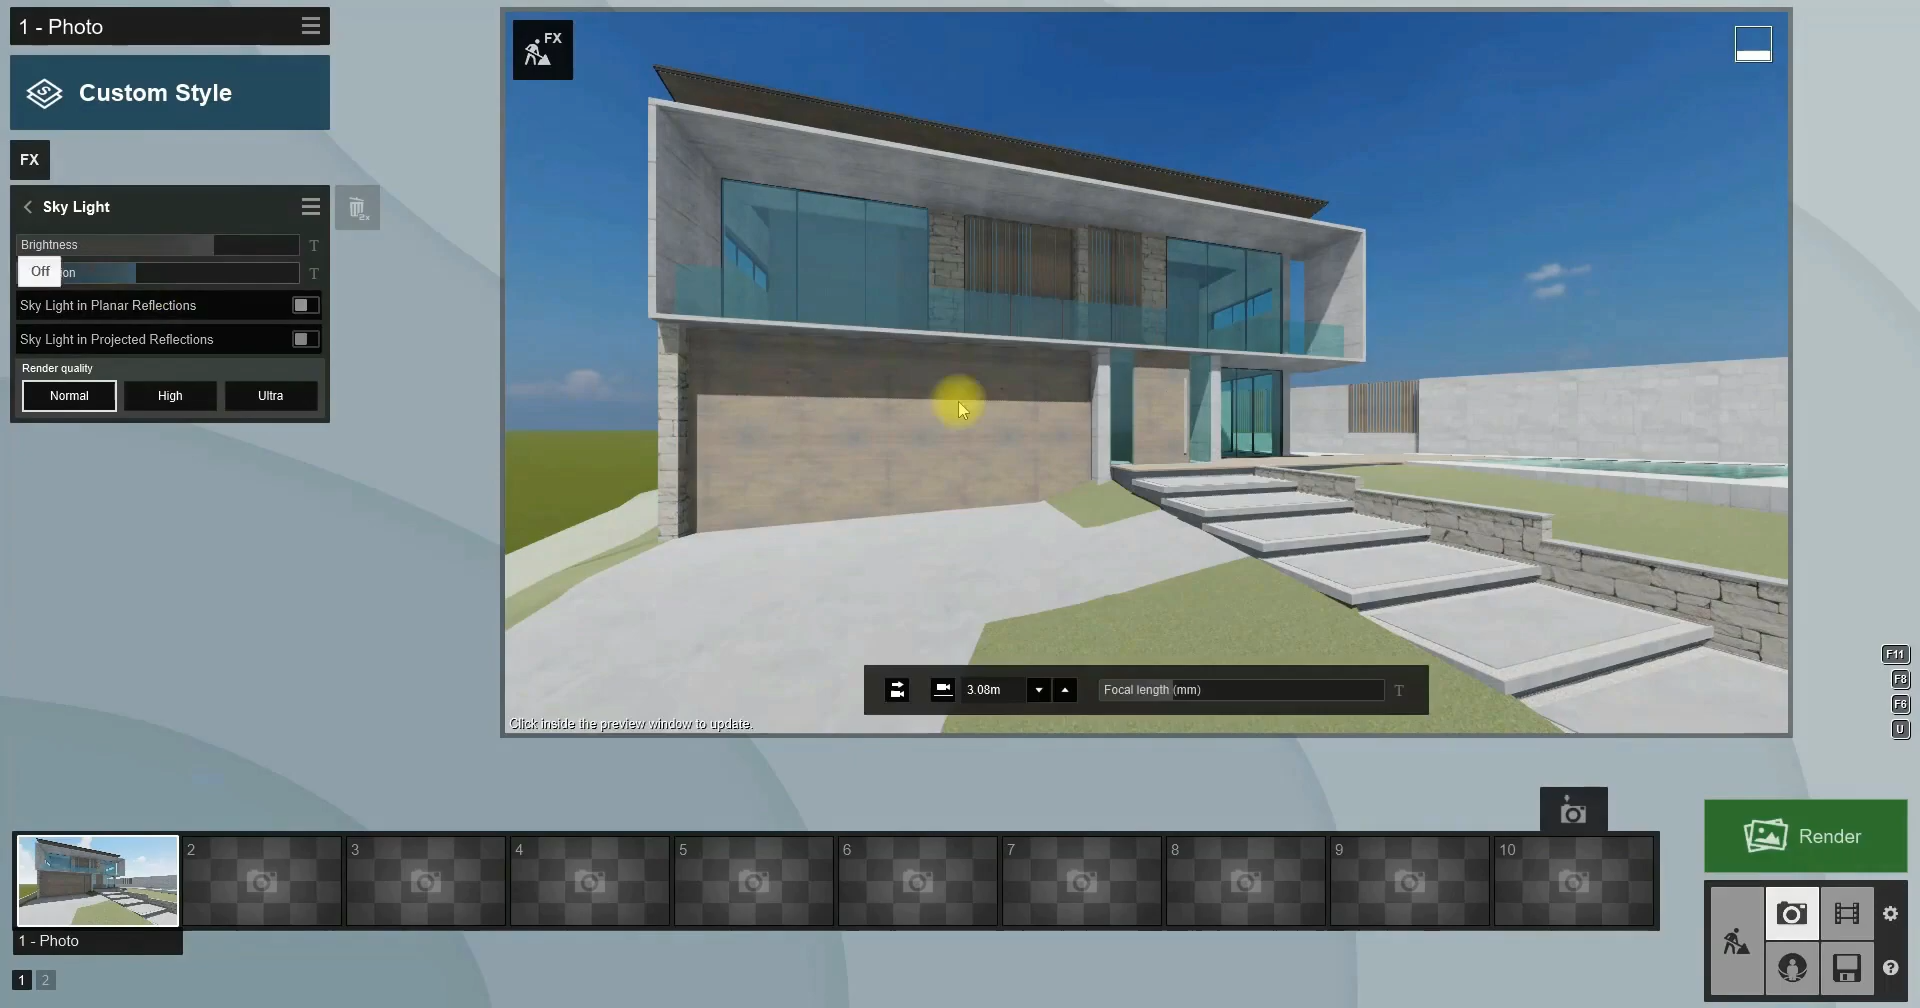 1 - Photo
Custom Style
FX
Sky Light
2x
Brightness
T
Off
ion
T
Sky Light in Planar Reflections
Sky Light in Projected Reflections
Render quality
Normal
High
Ultra
FX
3.08m
Focal length (mm)
T
Click inside the preview window to update.
F11
F8
F6
U
2
3
4
5
6
7
8
9
10
1 - Photo
1
2
Render
?